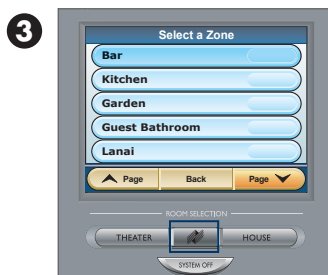 3
Select a Zone
Bar
Kitchen
Garden
Guest Bathroom
Lanai
Page Back Page
ROOM SELECTION
THEATER HOUSE
SYSTEM OFF